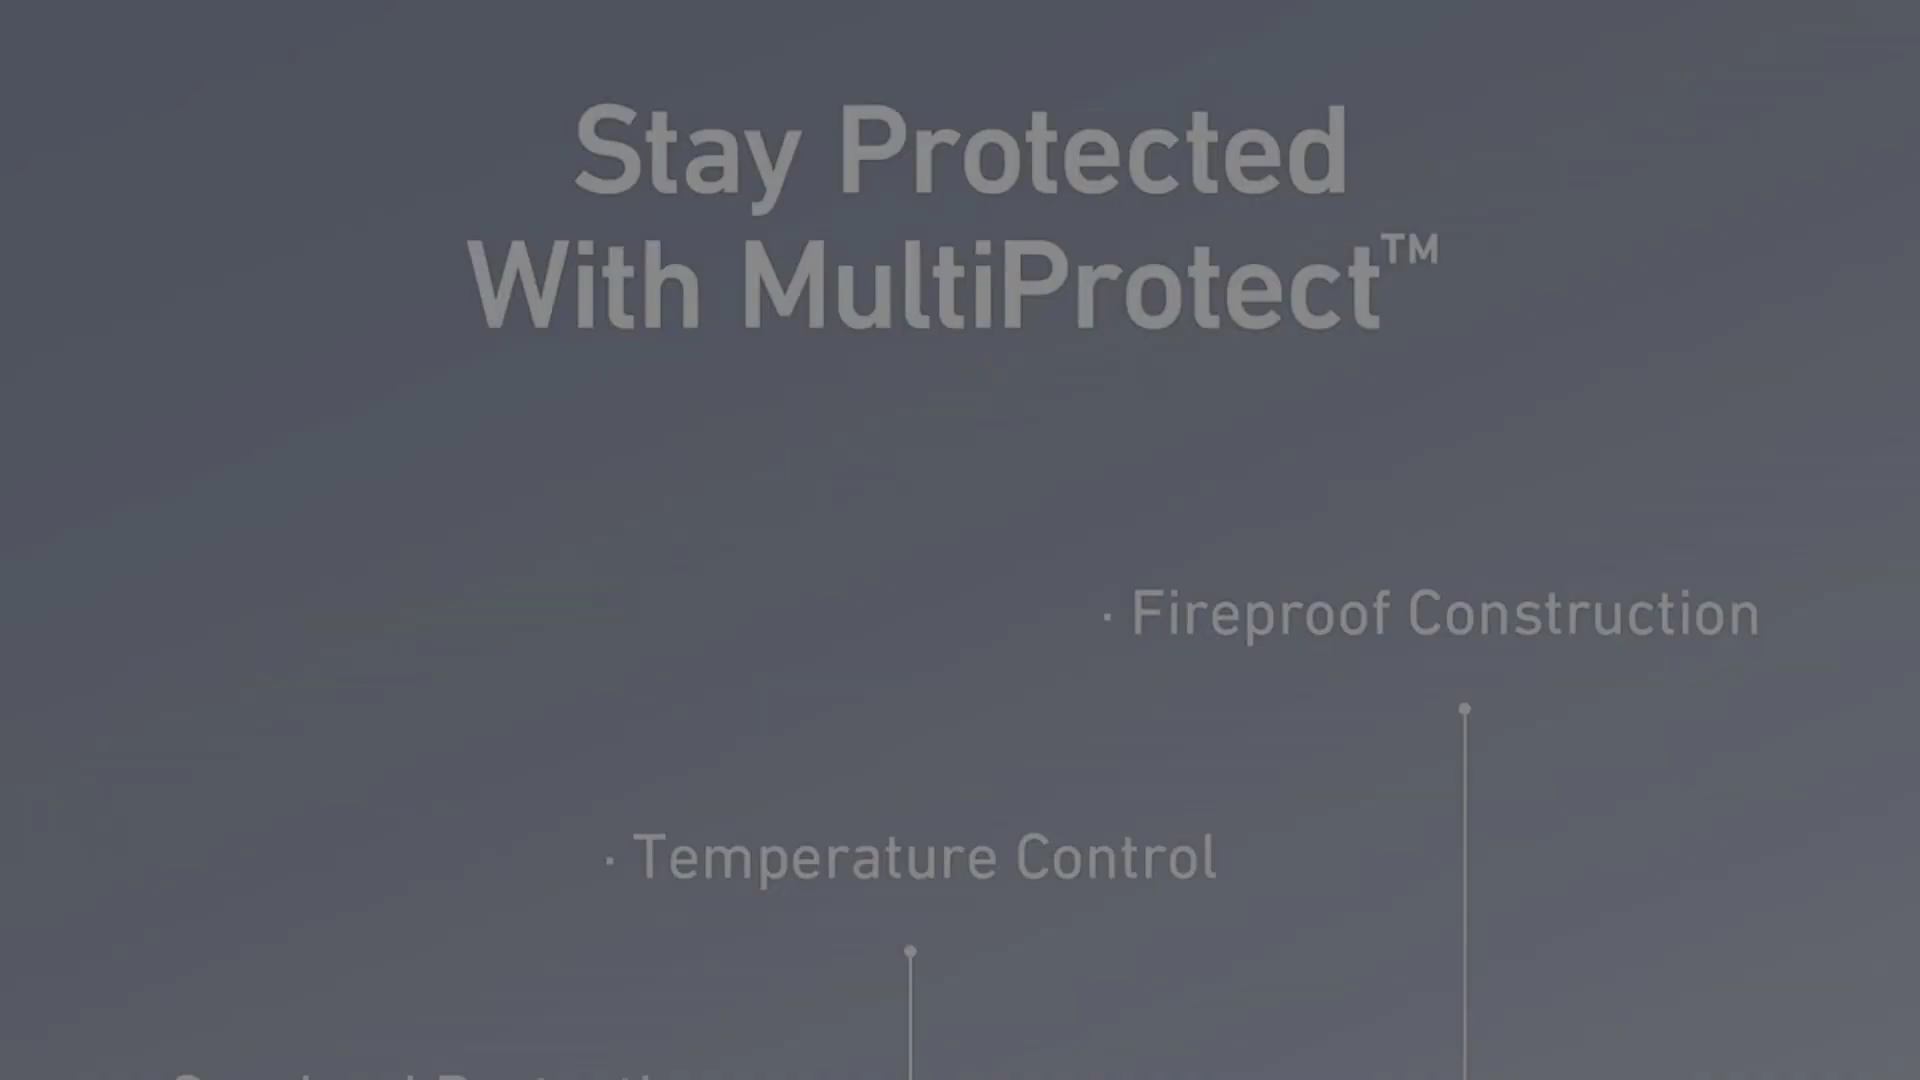 Stay Protected
With MultiProtect™
· Fireproof Construction
· Temperature Control